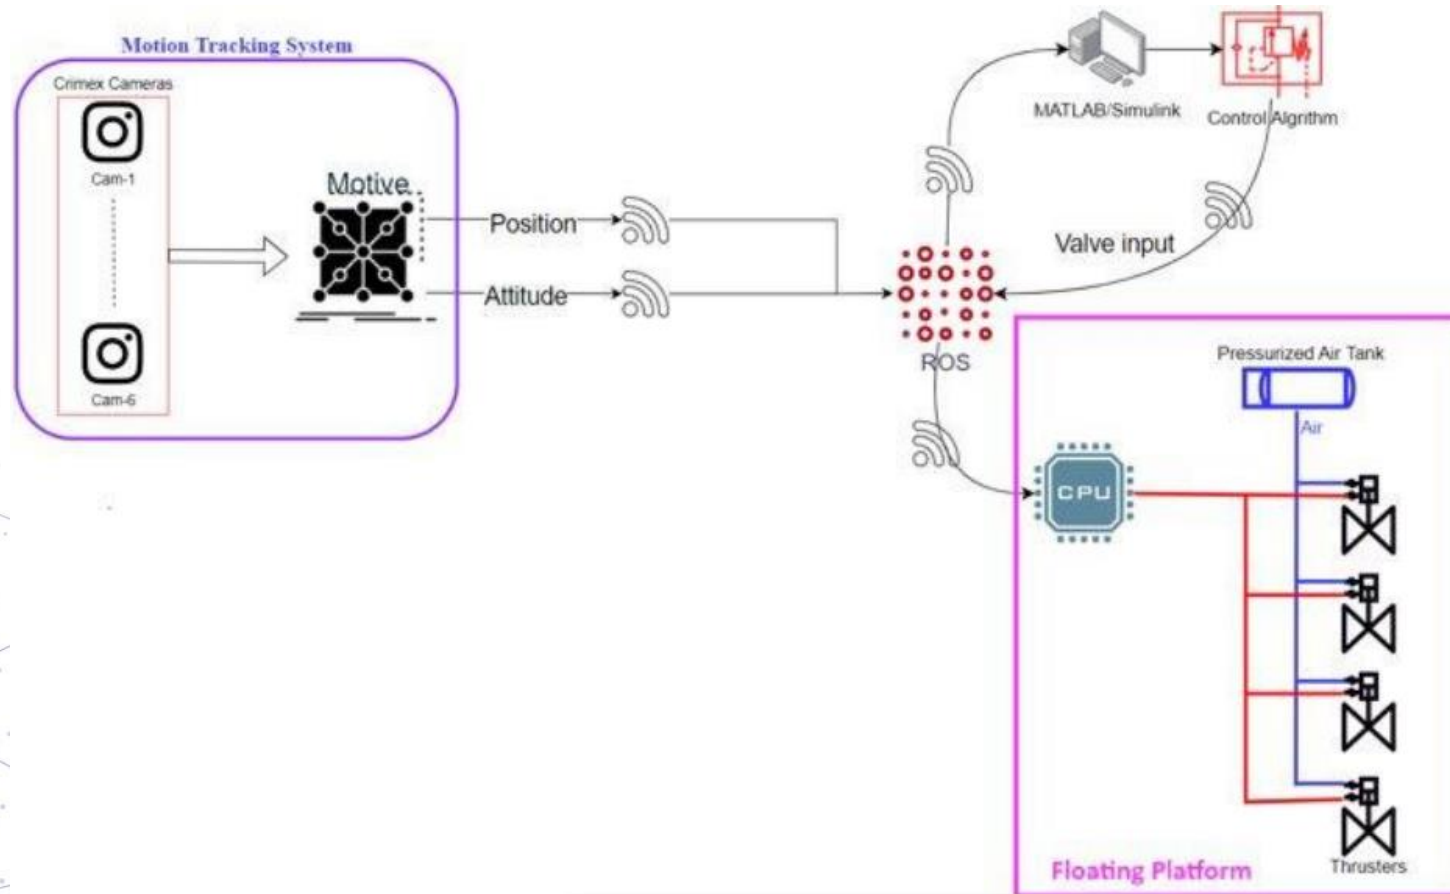 Motion Tracking System
Crimex Cameras
Cam-1
Cam-6
Motive
Position
Attitude
ROS
MATLAB/Simulink
Control Algrithm
Valve input
Pressurized Air Tank
Air
CPU
Thrusters
Floating Platform